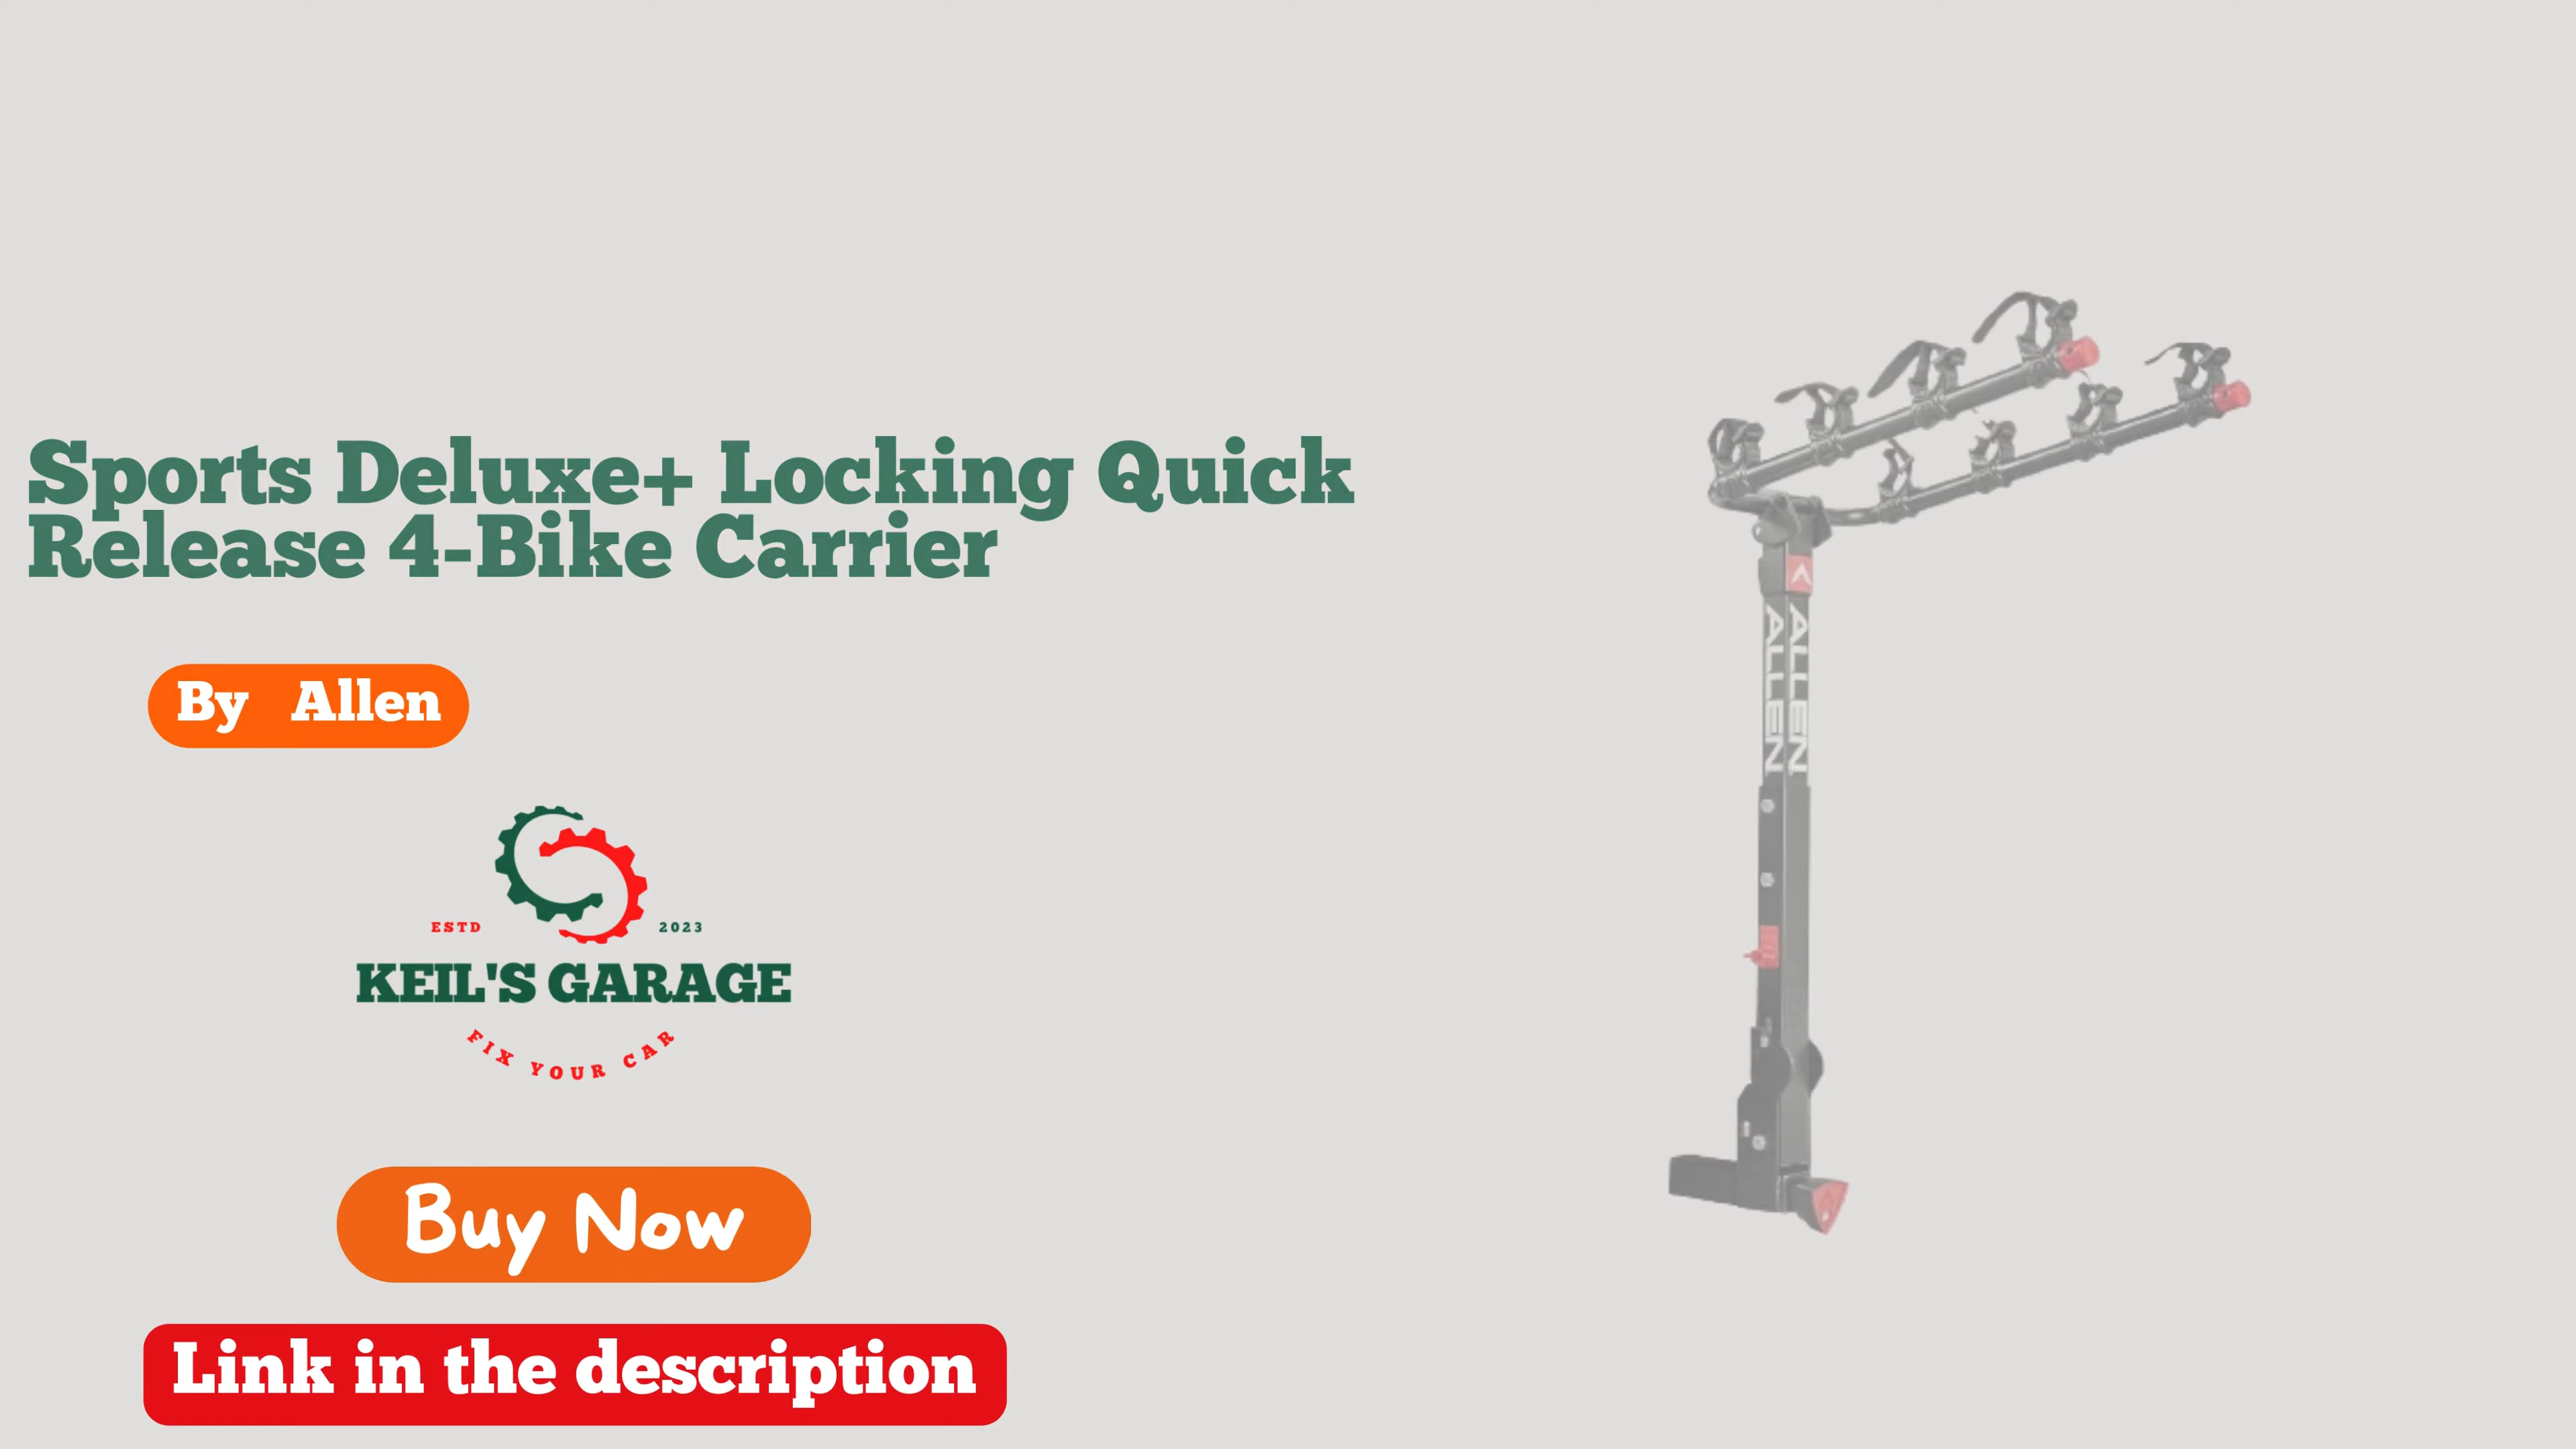 Sports Deluxe+ Locking Quick
Release 4-Bike Carrier
By Allen
ESTD 2023
KEIL'S GARAGE
FIX YOUR CAR
Buy Now
Link in the description
ALLEN
ALLEN